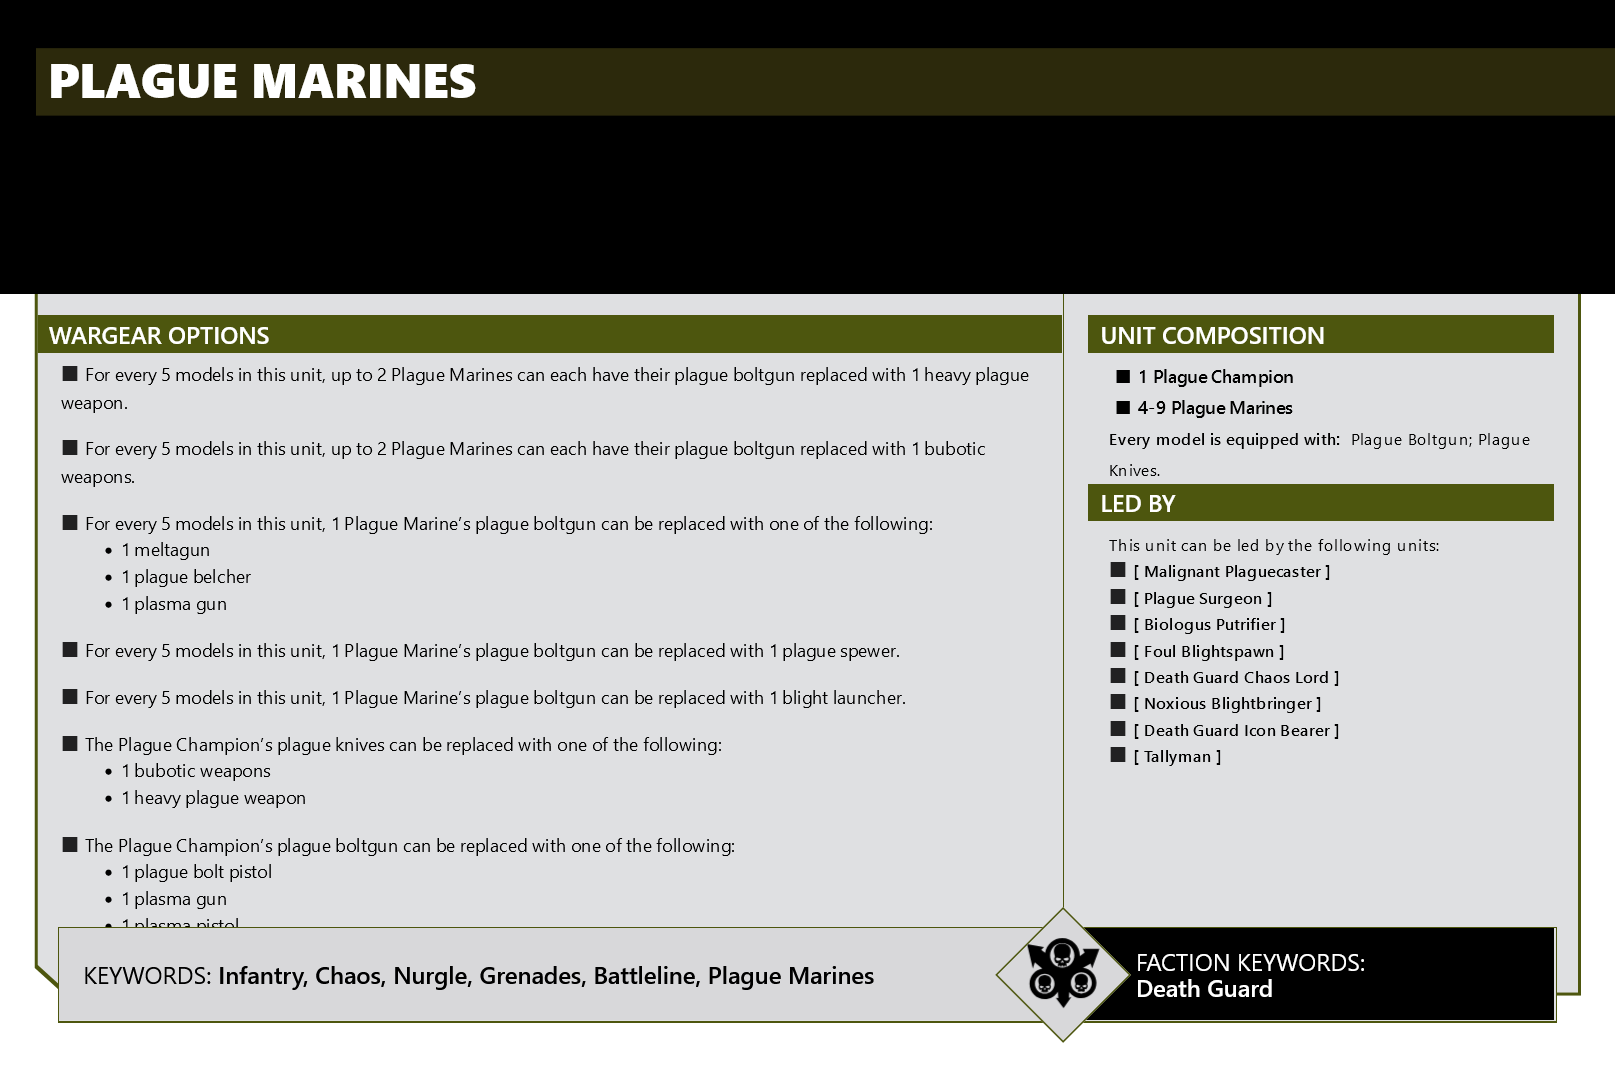 PLAGUE MARINES
WARGEAR OPTIONS
■ For every 5 models in this unit, up to 2 Plague Marines can each have their plague boltgun replaced with 1 heavy plague
weapon.
■ For every 5 models in this unit, up to 2 Plague Marines can each have their plague boltgun replaced with 1 bubotic
weapons.
■ For every 5 models in this unit, 1 Plague Marine’s plague boltgun can be replaced with one of the following:
• 1 meltagun
• 1 plague belcher
• 1 plasma gun
■ For every 5 models in this unit, 1 Plague Marine’s plague boltgun can be replaced with 1 plague spewer.
■ For every 5 models in this unit, 1 Plague Marine’s plague boltgun can be replaced with 1 blight launcher.
■ The Plague Champion’s plague knives can be replaced with one of the following:
• 1 bubotic weapons
• 1 heavy plague weapon
■ The Plague Champion’s plague boltgun can be replaced with one of the following:
• 1 plague bolt pistol
• 1 plasma gun
• 1 plasma pistol
UNIT COMPOSITION
■ 1 Plague Champion
■ 4-9 Plague Marines
Every model is equipped with: Plague Boltgun; Plague
Knives.
LED BY
This unit can be led by the following units:
■ [ Malignant Plaguecaster ]
■ [ Plague Surgeon ]
■ [ Biologus Putrifier ]
■ [ Foul Blightspawn ]
■ [ Death Guard Chaos Lord ]
■ [ Noxious Blightbringer ]
■ [ Death Guard Icon Bearer ]
■ [ Tallyman ]
KEYWORDS: Infantry, Chaos, Nurgle, Grenades, Battleline, Plague Marines
FACTION KEYWORDS:
Death Guard